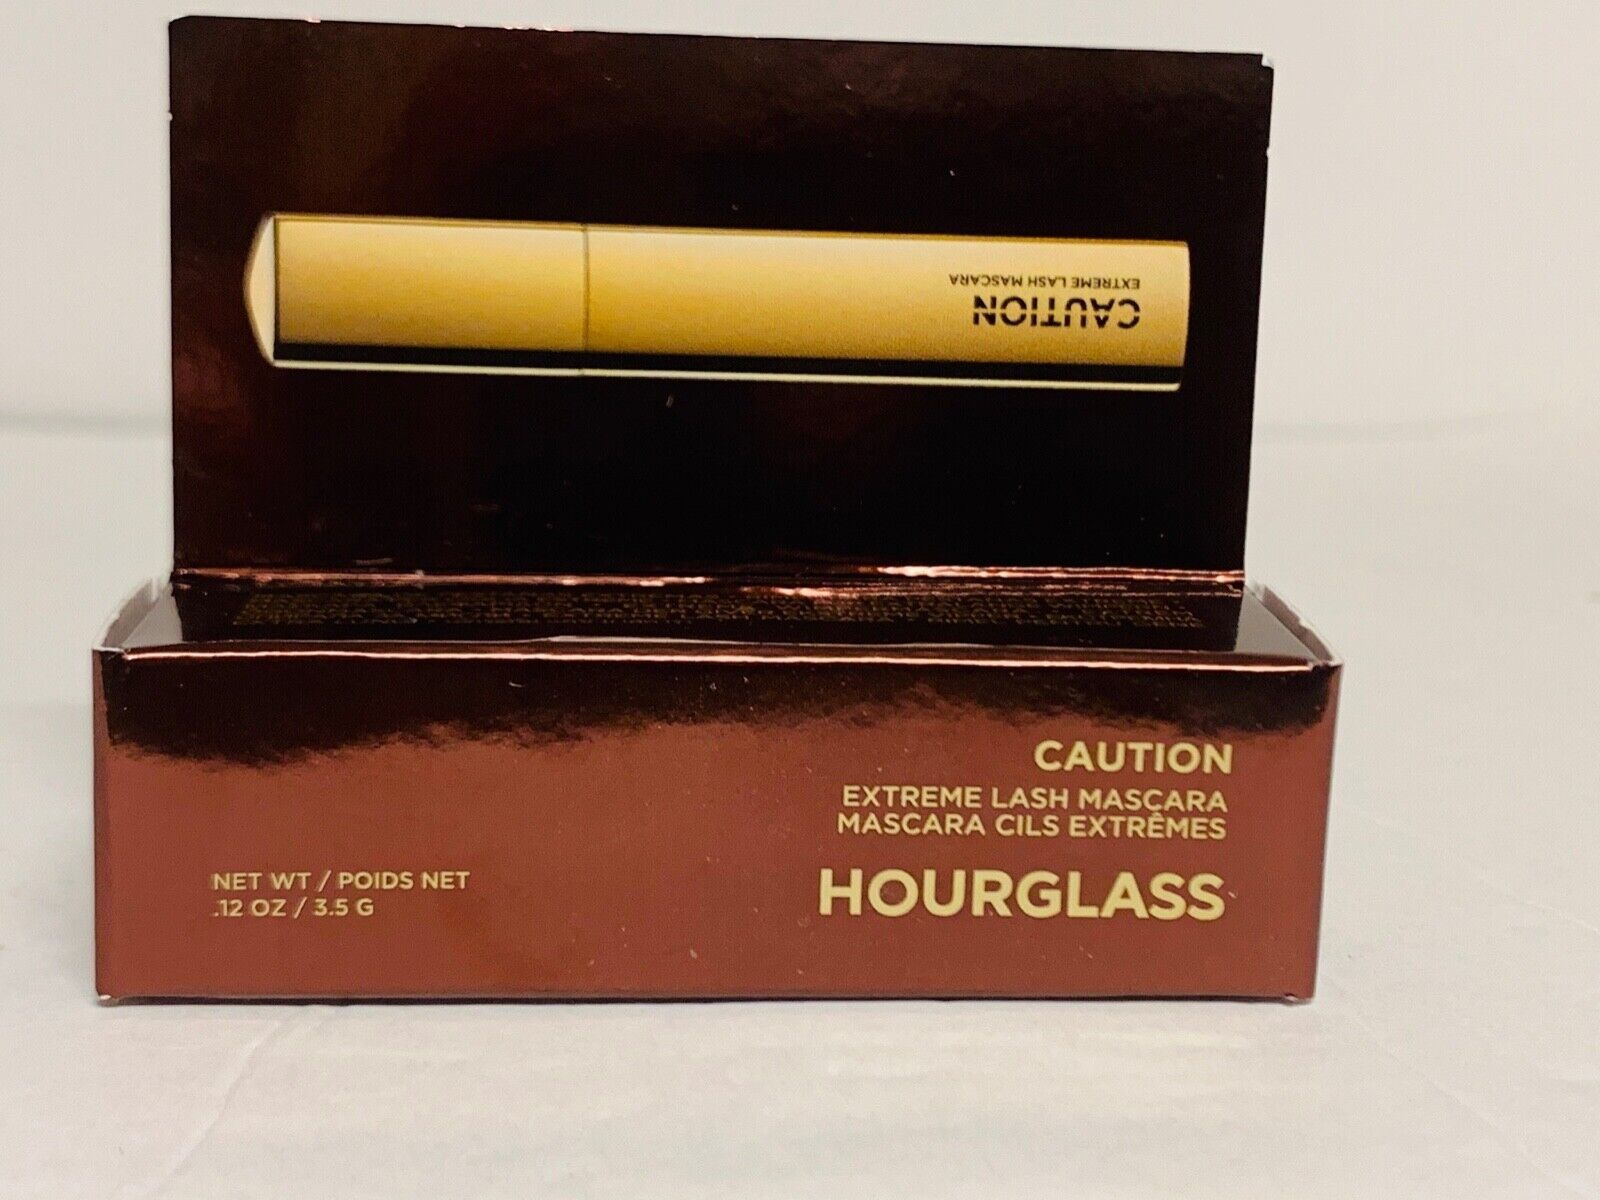 CAUTION
EXTREME LASH MASCARA
CAUTION
EXTREME LASH MASCARA
MASCARA CILS EXTRÊMES
HOURGLASS
NET WT / POIDS NET
.12 OZ / 3.5 G